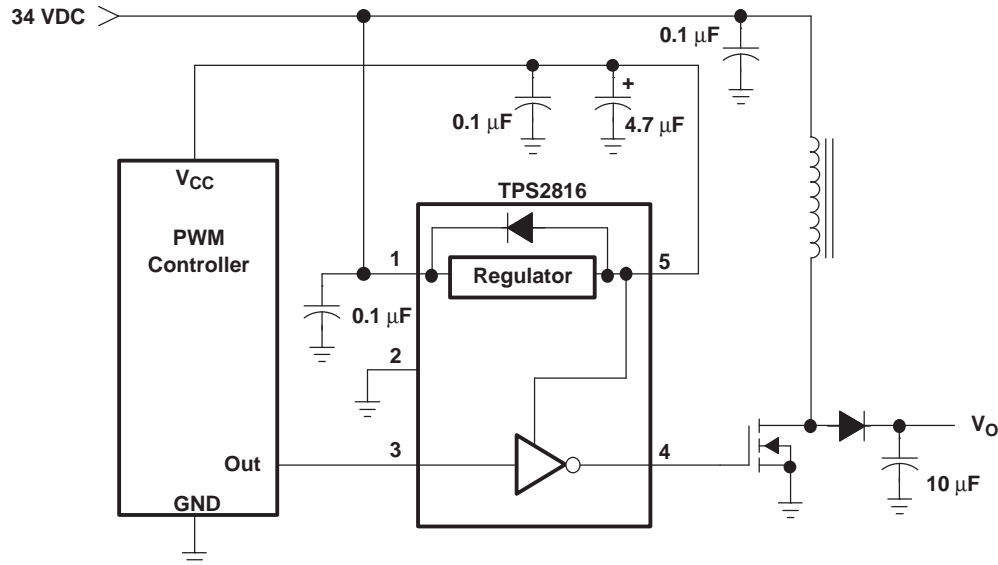 34 VDC
0.1 μF
0.1 μF
+
4.7 μF
TPS2816
VCC
PWM
Controller
1
Regulator
5
0.1 μF
2
Out
3
4
VO
10 μF
GND